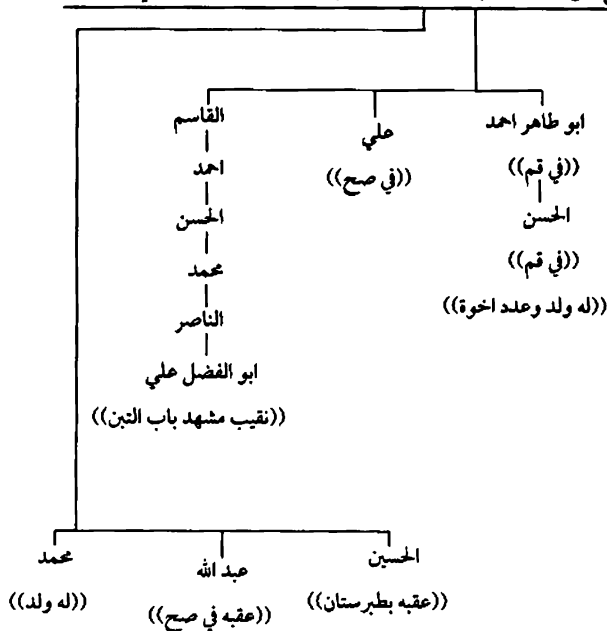 ابو طاهر احمد
((في قم))
الحسن
((في قم))
((له ولد وعدد اخوة))
علي
((في صح))
القاسم
احمد
الحسن
محمد
الناصر
ابو الفضل علي
((نقيب مشهد باب التبن))
الحسين
((عقبه بطبرستان))
عبد الله
((عقبه في صح))
محمد
((له ولد))